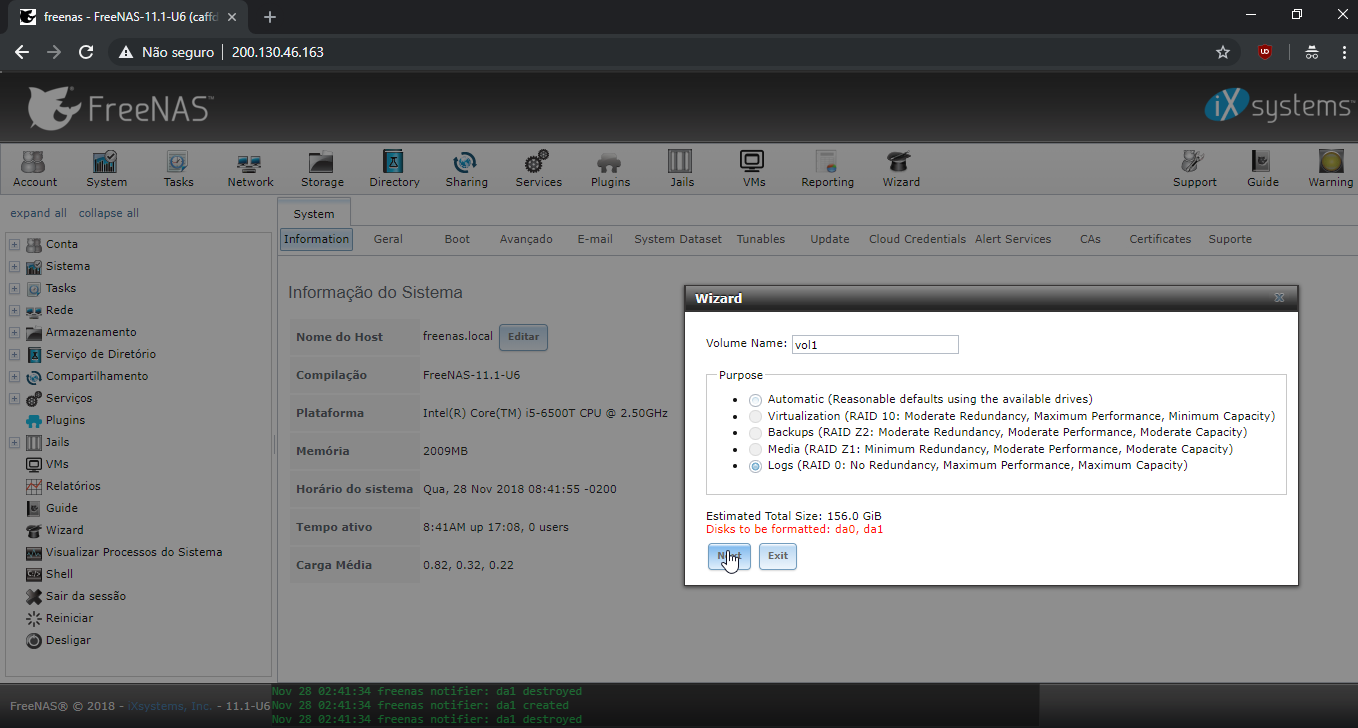 freenas - FreeNAS-11.1-U6 (caffd
Não seguro 200.130.46.163
FreeNAS™
iXsystems™
Account System Tasks Network Storage Directory Sharing Services Plugins Jails VMs Reporting Wizard Support Guide Warning
expand all collapse all
Conta
Sistema
Tasks
Rede
Armazenamento
Serviço de Diretório
Compartilhamento
Serviços
Plugins
Jails
VMs
Relatórios
Guide
Wizard
Visualizar Processos do Sistema
Shell
Sair da sessão
Reiniciar
Desligar
System
Information Geral Boot Avançado E-mail System Dataset Tunables Update Cloud Credentials Alert Services CAs Certificates Suporte
Informação do Sistema
Nome do Host freenas.local Editar
Compilação FreeNAS-11.1-U6
Plataforma Intel(R) Core(TM) i5-6500T CPU @ 2.50GHz
Memória 2009MB
Horário do sistema Qua, 28 Nov 2018 08:41:55 -0200
Tempo ativo 8:41AM up 17:08, 0 users
Carga Média 0.82, 0.32, 0.22
Wizard
Volume Name: vol1
Purpose
Automatic (Reasonable defaults using the available drives)
Virtualization (RAID 10: Moderate Redundancy, Maximum Performance, Minimum Capacity)
Backups (RAID Z2: Moderate Redundancy, Moderate Performance, Moderate Capacity)
Media (RAID Z1: Minimum Redundancy, Moderate Performance, Moderate Capacity)
Logs (RAID 0: No Redundancy, Maximum Performance, Maximum Capacity)
Estimated Total Size: 156.0 GiB
Disks to be formatted: da0, da1
Next Exit
FreeNAS® © 2018 - iXsystems, Inc. - 11.1-U6
Nov 28 02:41:34 freenas notifier: da1 destroyed
Nov 28 02:41:34 freenas notifier: da1 created
Nov 28 02:41:34 freenas notifier: da1 destroyed